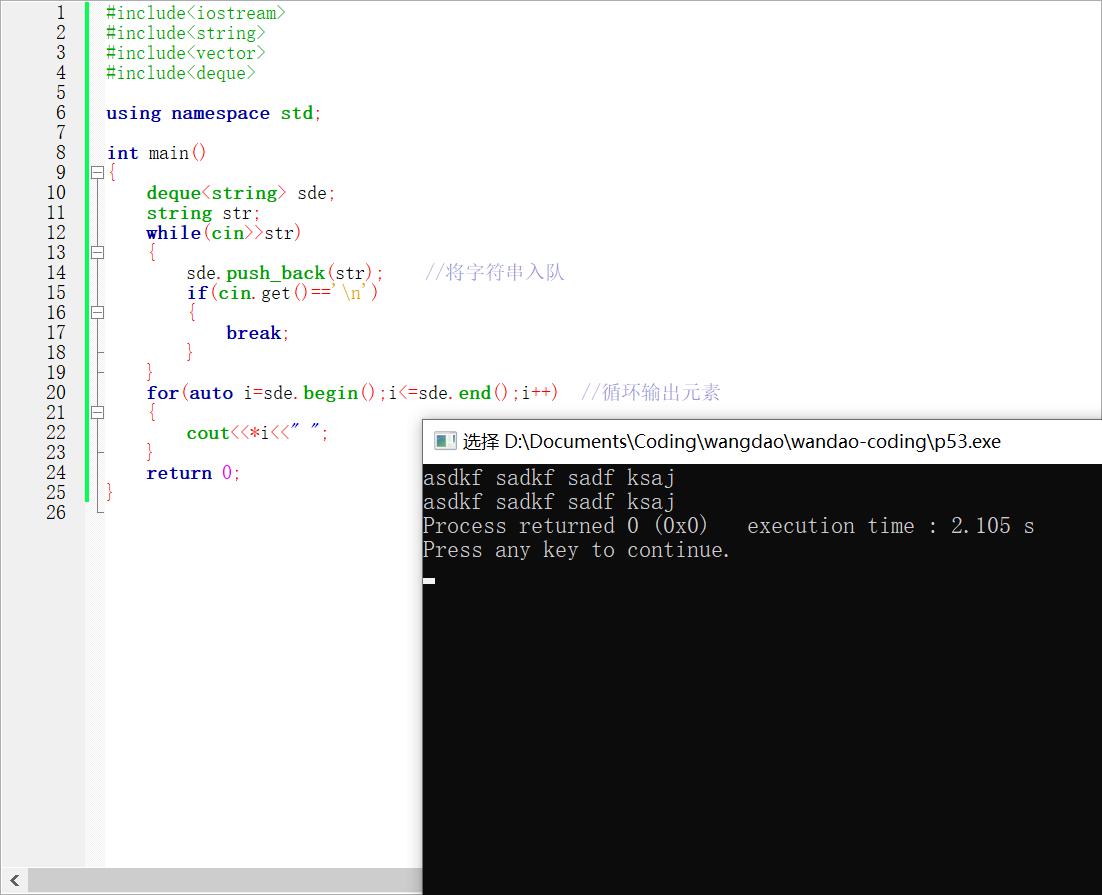 1 #include<iostream>
2 #include<string>
3 #include<vector>
4 #include<deque>
5
6 using namespace std;
7
8 int main()
9 {
10 deque<string> sde;
11 string str;
12 while(cin>>str)
13 {
14 sde.push_back(str); //将字符串入队
15 if(cin.get()=='\n')
16 {
17 break;
18 }
19 }
20 for(auto i=sde.begin();i<=sde.end();i++) //循环输出元素
21 {
22 cout<<*i<<" ";
23 }
24 return 0;
25 }
26
选择 D:\Documents\Coding\wangdao\wandao-coding\p53.exe
asdkf sadkf sadf ksaj
asdkf sadkf sadf ksaj
Process returned 0 (0x0) execution time : 2.105 s
Press any key to continue.